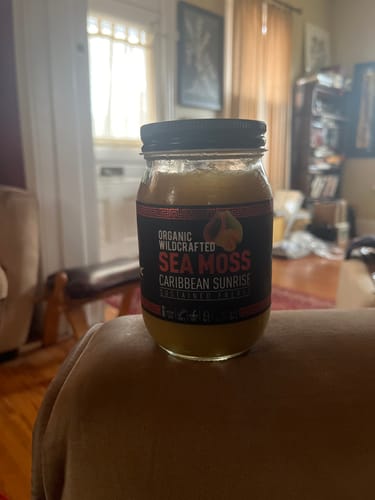 ORGANIC
WILDCRAFTED
SEA MOSS
CARIBBEAN SUNRISE